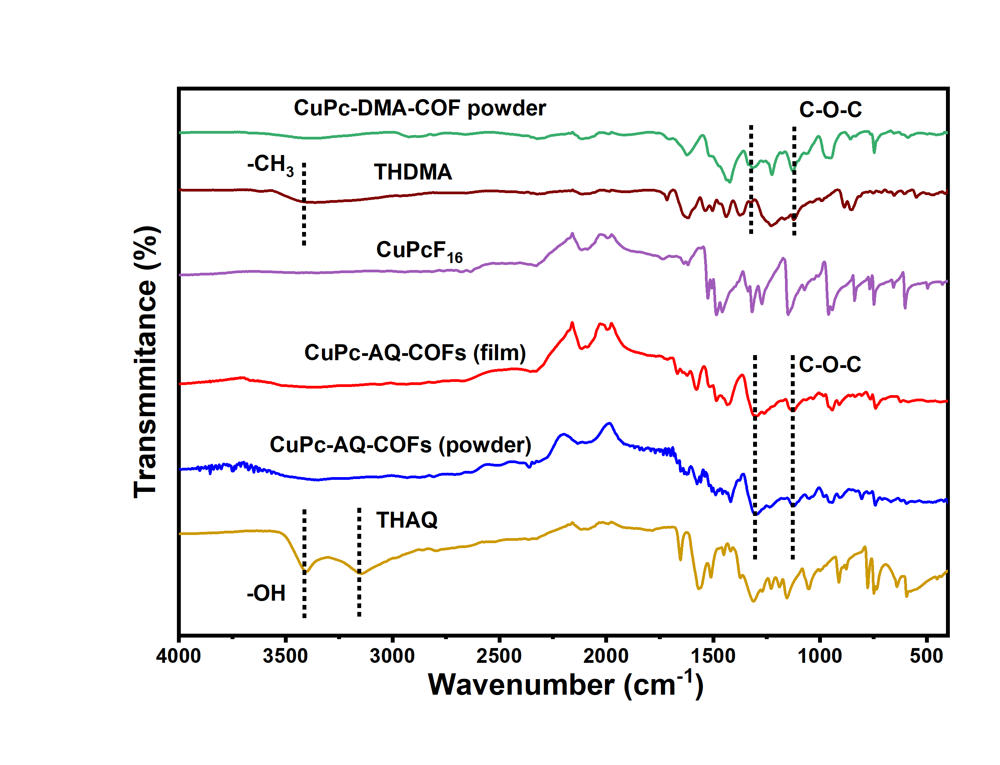 CuPc-DMA-COF powder
C-O-C
-CH3
THDMA
CuPcF16
CuPc-AQ-COFs (film)
C-O-C
CuPc-AQ-COFs (powder)
THAQ
-OH
Transmmitance (%)
4000 3500 3000 2500 2000 1500 1000 500
Wavenumber (cm-1)